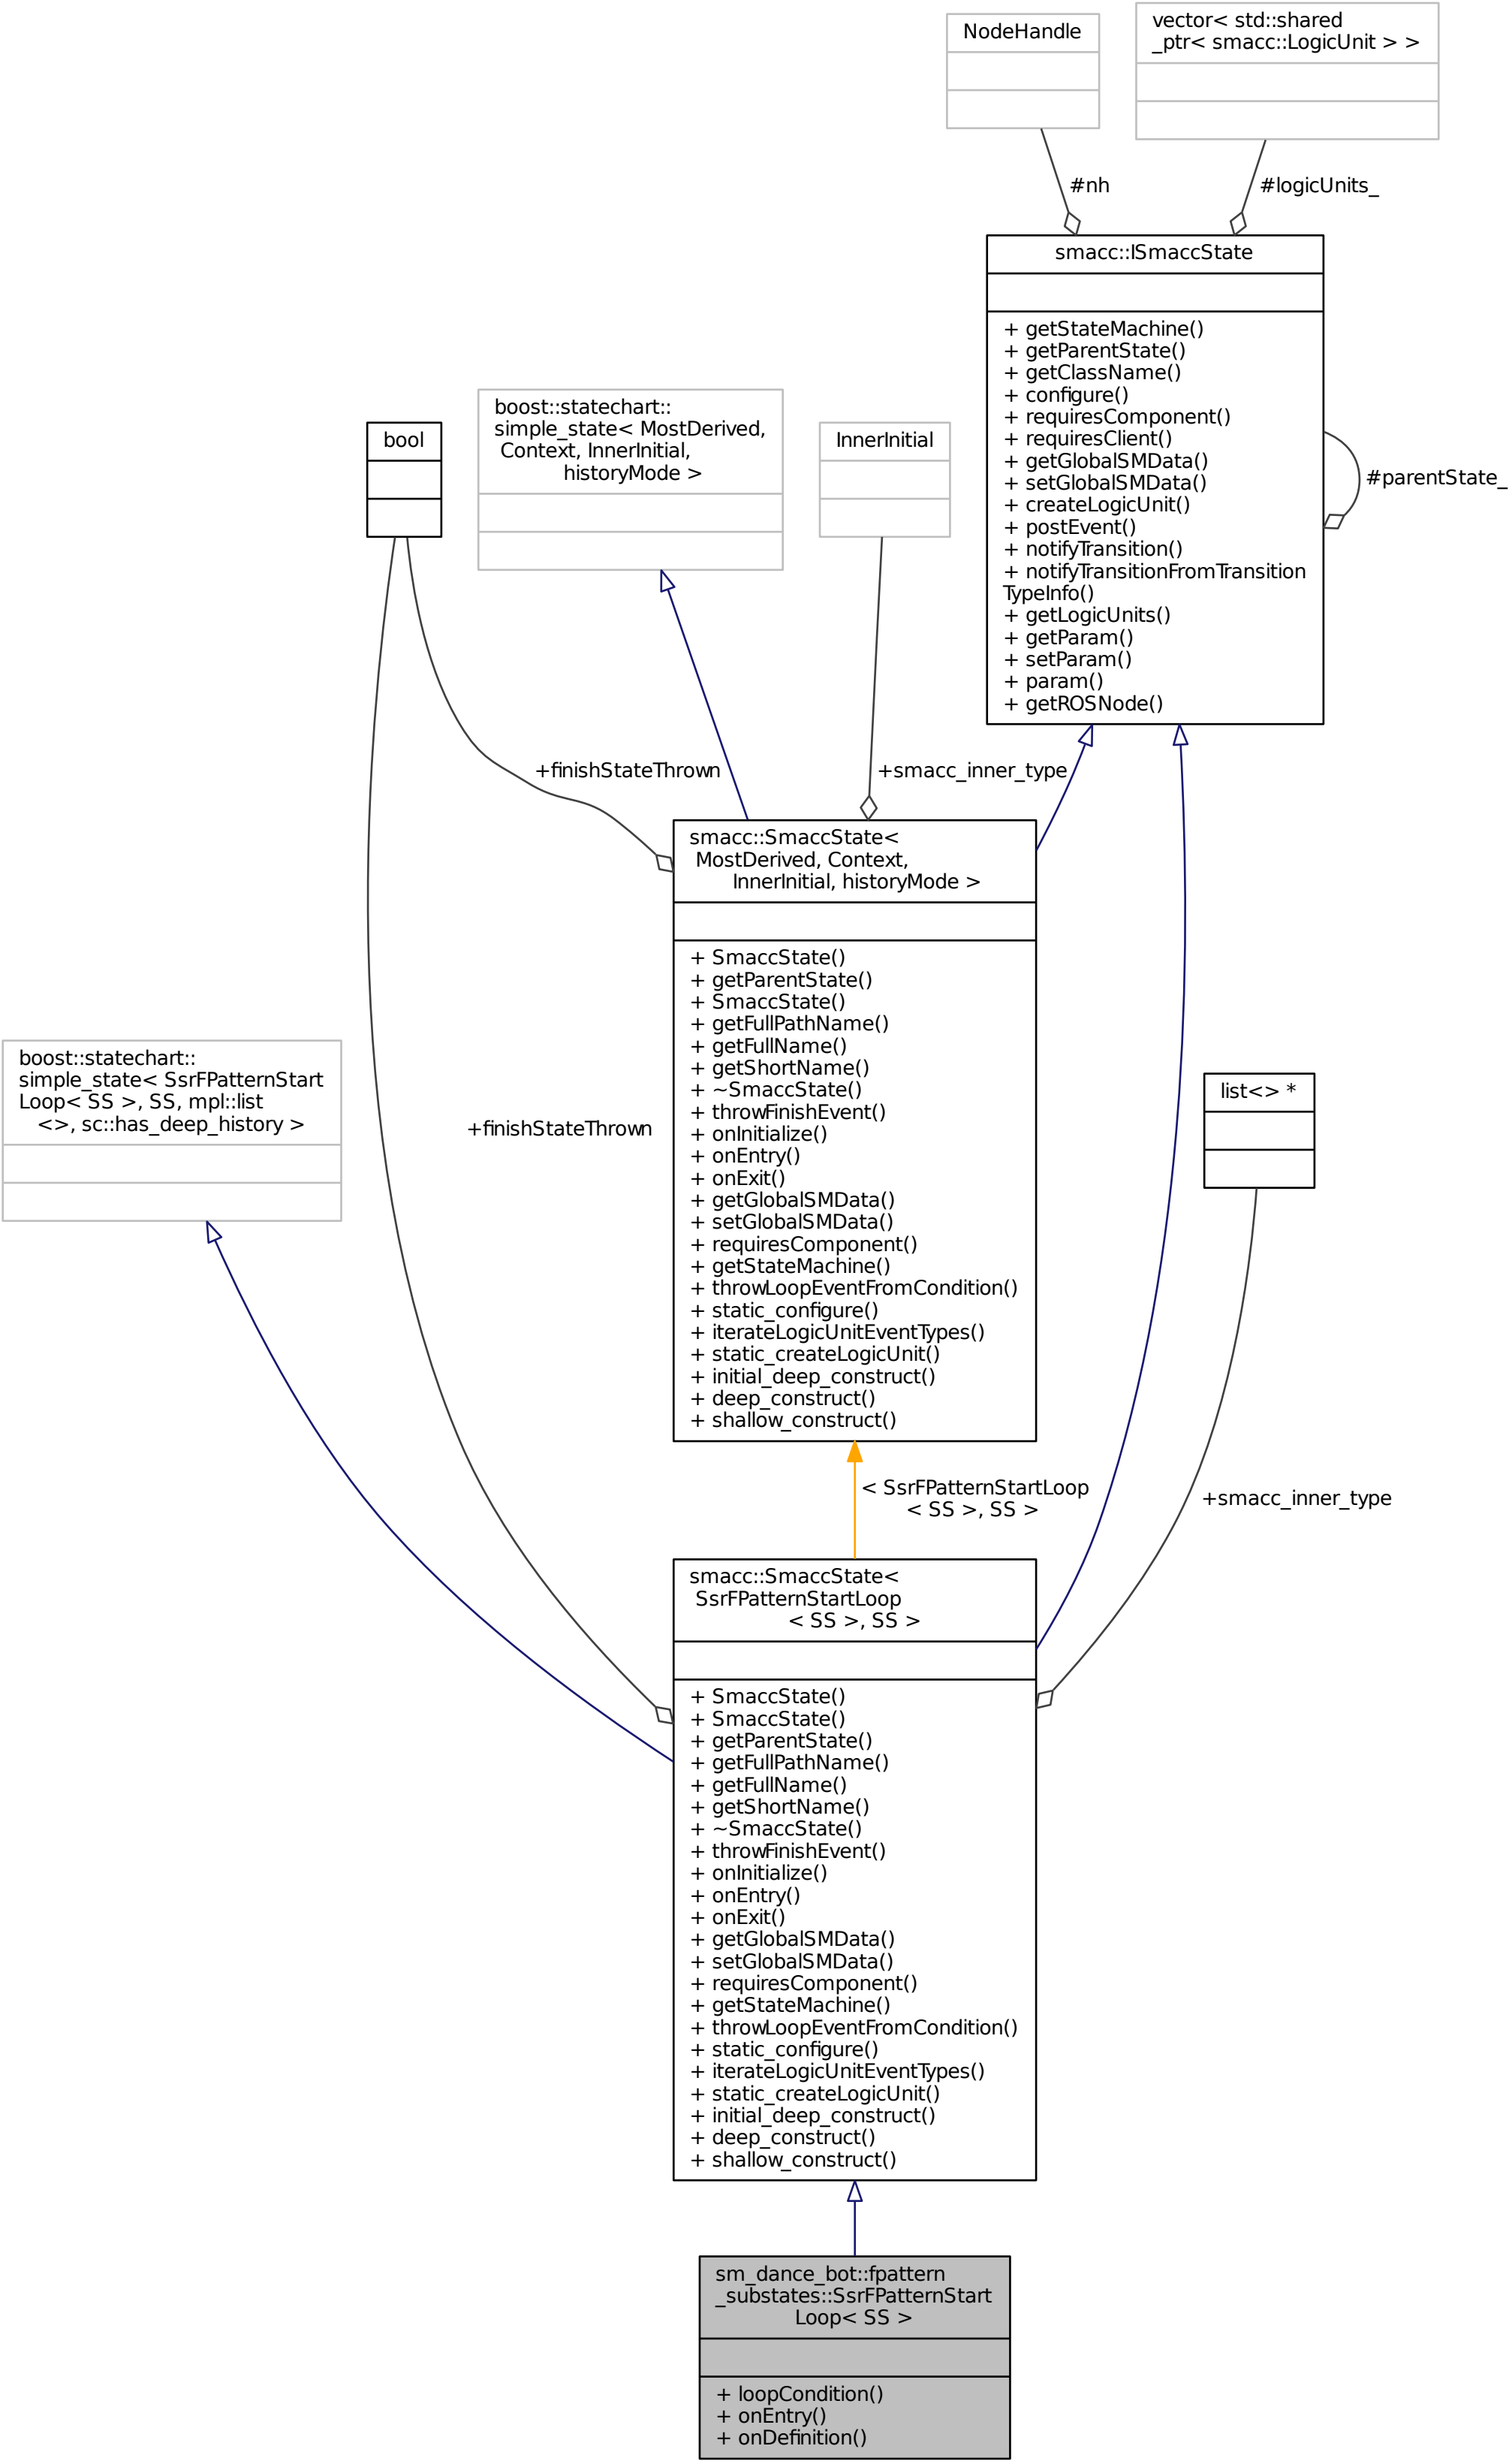 NodeHandle
vector< std::shared
_ptr< smacc::LogicUnit > >
#nh
#logicUnits_
smacc::ISmaccState
+ getStateMachine()
+ getParentState()
+ getClassName()
+ configure()
+ requiresComponent()
+ requiresClient()
+ getGlobalSMData()
+ setGlobalSMData()
+ createLogicUnit()
+ postEvent()
+ notifyTransition()
+ notifyTransitionFromTransition
TypeInfo()
+ getLogicUnits()
+ getParam()
+ setParam()
+ param()
+ getROSNode()
#parentState_
bool
boost::statechart::
simple_state< MostDerived,
Context, InnerInitial,
historyMode >
InnerInitial
+finishStateThrown
+smacc_inner_type
smacc::SmaccState<
MostDerived, Context,
InnerInitial, historyMode >
+ SmaccState()
+ getParentState()
+ SmaccState()
+ getFullPathName()
+ getFullName()
+ getShortName()
+ ~SmaccState()
+ throwFinishEvent()
+ onInitialize()
+ onEntry()
+ onExit()
+ getGlobalSMData()
+ setGlobalSMData()
+ requiresComponent()
+ getStateMachine()
+ throwLoopEventFromCondition()
+ static_configure()
+ iterateLogicUnitEventTypes()
+ static_createLogicUnit()
+ initial_deep_construct()
+ deep_construct()
+ shallow_construct()
boost::statechart::
simple_state< SsrFPatternStart
Loop< SS >, SS, mpl::list
<>, sc::has_deep_history >
+finishStateThrown
list<> *
< SsrFPatternStartLoop
< SS >, SS >
+smacc_inner_type
smacc::SmaccState<
SsrFPatternStartLoop
< SS >, SS >
+ SmaccState()
+ SmaccState()
+ getParentState()
+ getFullPathName()
+ getFullName()
+ getShortName()
+ ~SmaccState()
+ throwFinishEvent()
+ onInitialize()
+ onEntry()
+ onExit()
+ getGlobalSMData()
+ setGlobalSMData()
+ requiresComponent()
+ getStateMachine()
+ throwLoopEventFromCondition()
+ static_configure()
+ iterateLogicUnitEventTypes()
+ static_createLogicUnit()
+ initial_deep_construct()
+ deep_construct()
+ shallow_construct()
sm_dance_bot::fpattern
_substates::SsrFPatternStart
Loop< SS >
+ loopCondition()
+ onEntry()
+ onDefinition()